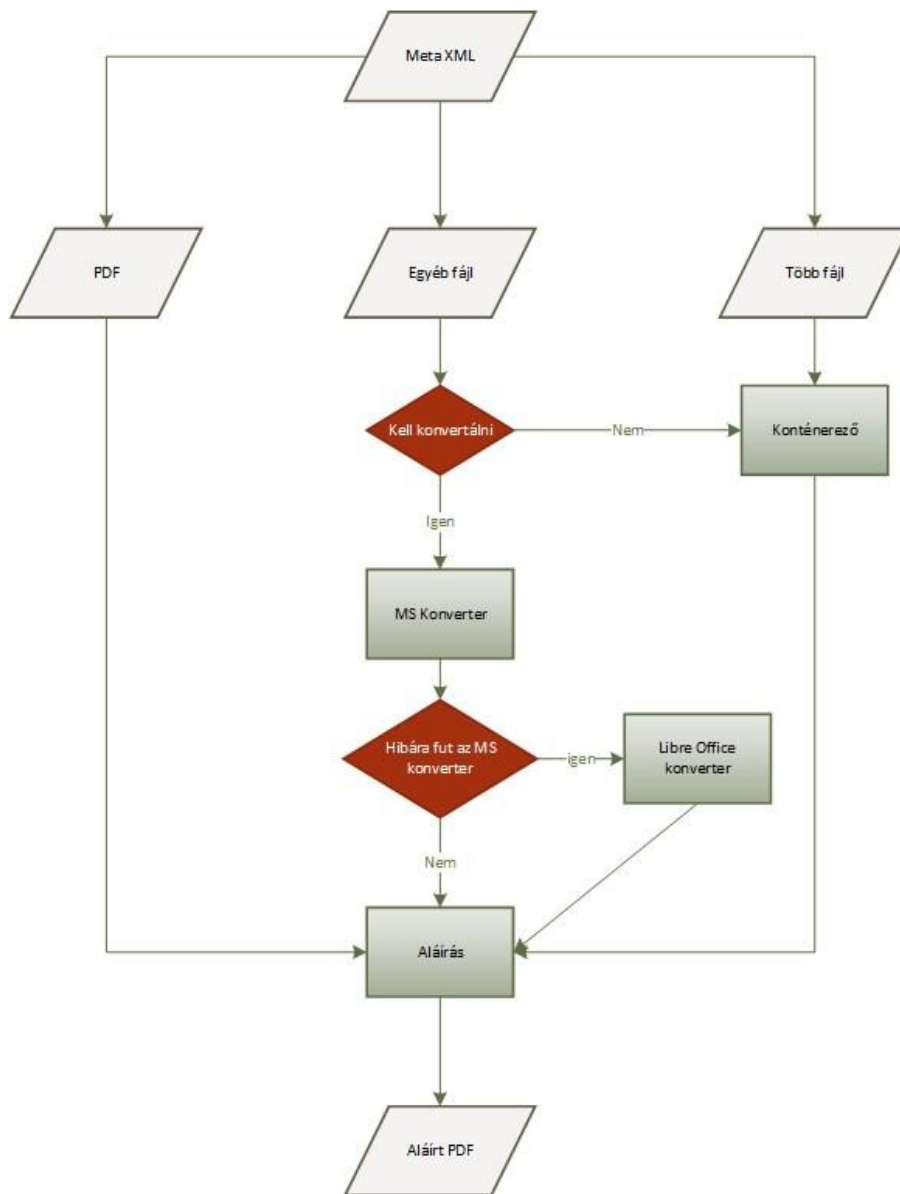 Meta XML
PDF
Egyéb fájl
Több fájl
Kell konvertálni
Nem
Konténerező
Igen
MS Konverter
Hibára fut az MS
konverter
igen
Libre Office
konverter
Nem
Aláírás
Aláírt PDF